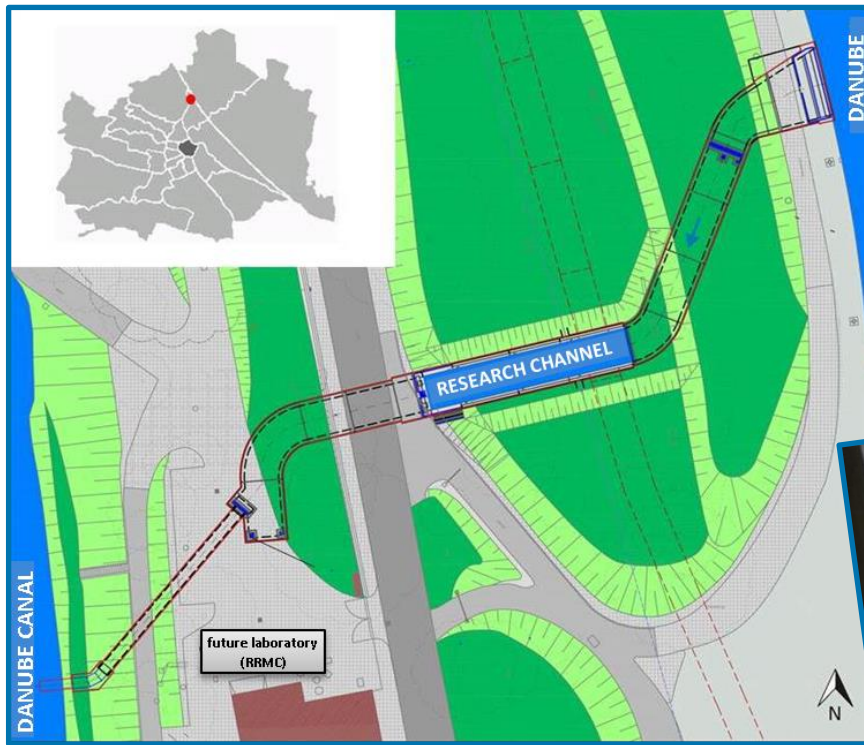 DANUBE
RESEARCH CHANNEL
DANUBE CANAL
future laboratory
(RRMC)
N